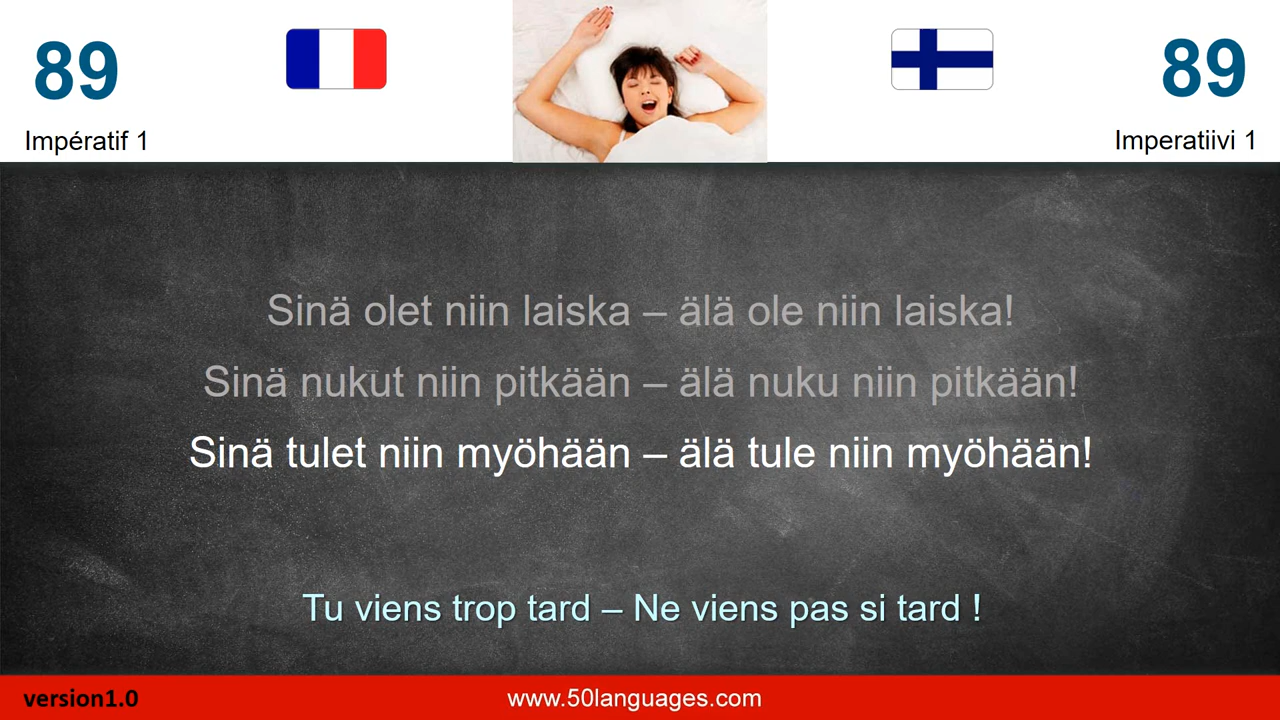 89
89
Impératif 1
Imperatiivi 1
Sinä olet niin laiska – älä ole niin laiska!
Sinä nukut niin pitkään – älä nuku niin pitkään!
Sinä tulet niin myöhään – älä tule niin myöhään!
Tu viens trop tard – Ne viens pas si tard !
version1.0
www.50languages.com